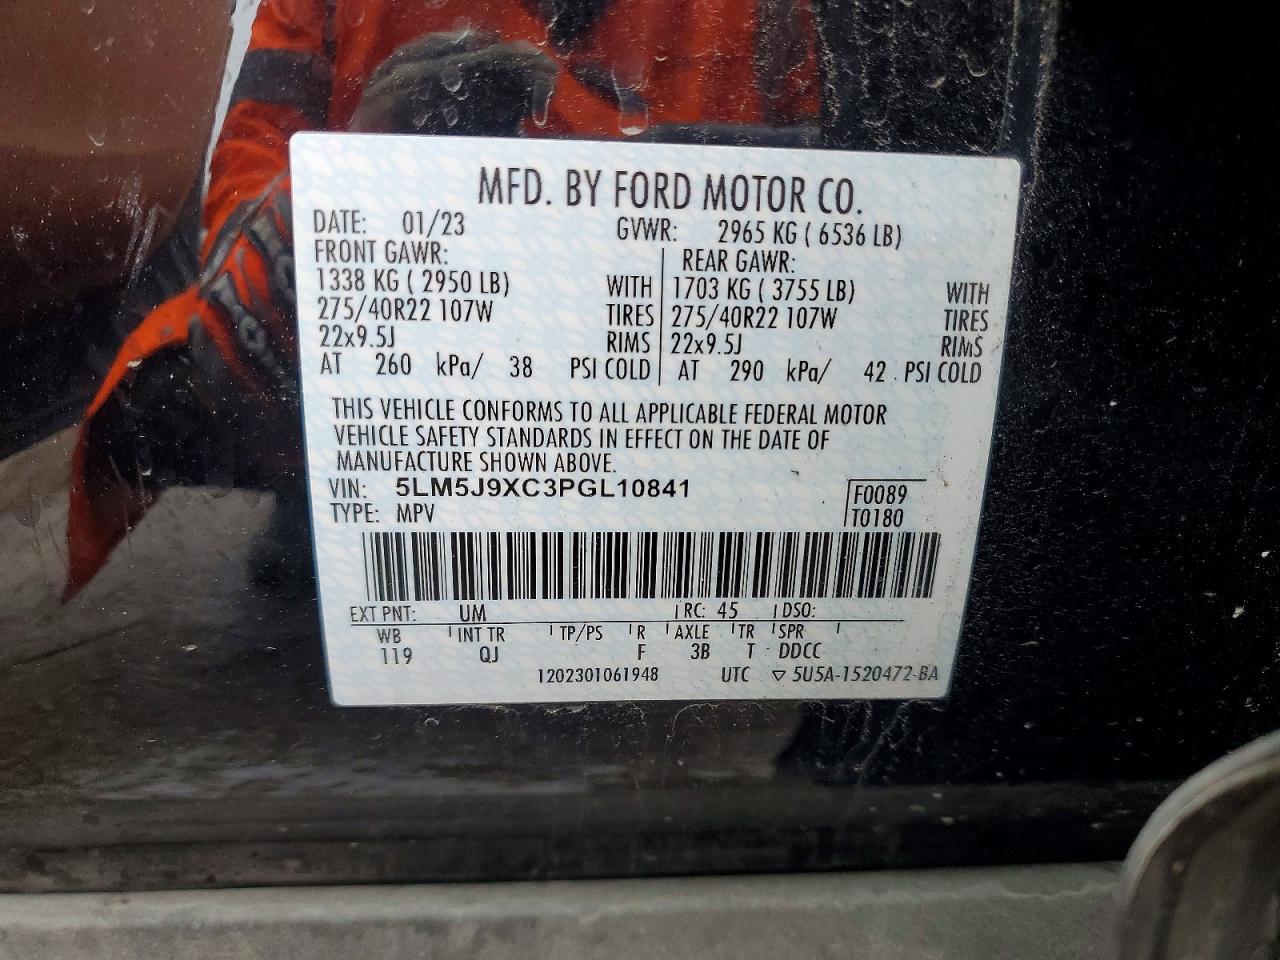 MFD. BY FORD MOTOR CO.
DATE: 01/23 GVWR: 2965 KG ( 6536 LB)
FRONT GAWR: REAR GAWR:
1338 KG ( 2950 LB) WITH 1703 KG ( 3755 LB) WITH
275/40R22 107W TIRES 275/40R22 107W TIRES
22x9.5J RIMS 22x9.5J RIMS
AT 260 kPa/ 38 PSI COLD AT 290 kPa/ 42 PSI COLD
THIS VEHICLE CONFORMS TO ALL APPLICABLE FEDERAL MOTOR
VEHICLE SAFETY STANDARDS IN EFFECT ON THE DATE OF
MANUFACTURE SHOWN ABOVE.
VIN: 5LM5J9XC3PGL10841 F0089
TYPE: MPV T0180
EXT PNT: UM RC: 45 DSO:
WB INT TR TP/PS R AXLE TR SPR
119 QJ F 3B T DDCC
1202301061948 UTC ▽ 5U5A-1520472-BA